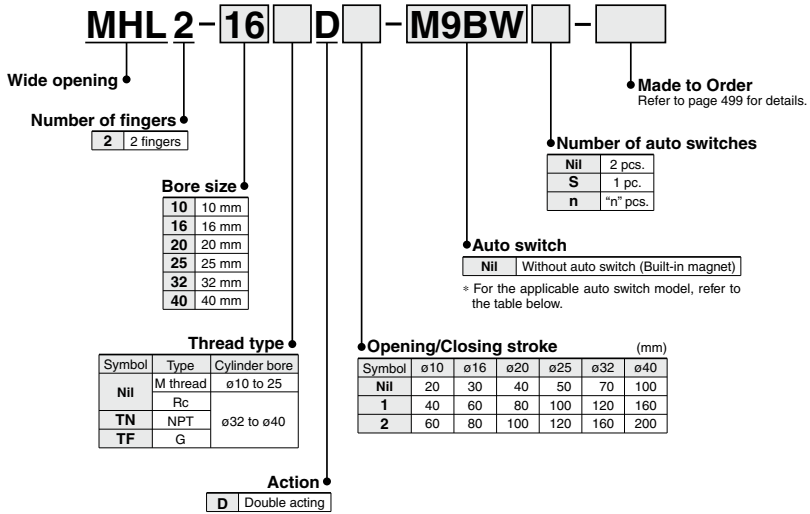 MHL 2 - 16 D - M9BW -
Wide opening
Made to Order
Refer to page 499 for details.
Number of fingers
2 2 fingers
Number of auto switches
Nil 2 pcs.
S 1 pc.
n “n” pcs.
Bore size
10 10 mm
16 16 mm
20 20 mm
25 25 mm
32 32 mm
40 40 mm
Auto switch
Nil Without auto switch (Built-in magnet)
* For the applicable auto switch model, refer to
the table below.
Thread type
Symbol Type Cylinder bore
Nil M thread ø10 to 25
Rc ø32 to ø40
TN NPT
TF G
Opening/Closing stroke (mm)
Symbol ø10 ø16 ø20 ø25 ø32 ø40
Nil 20 30 40 50 70 100
1 40 60 80 100 120 160
2 60 80 100 120 160 200
Action
D Double acting